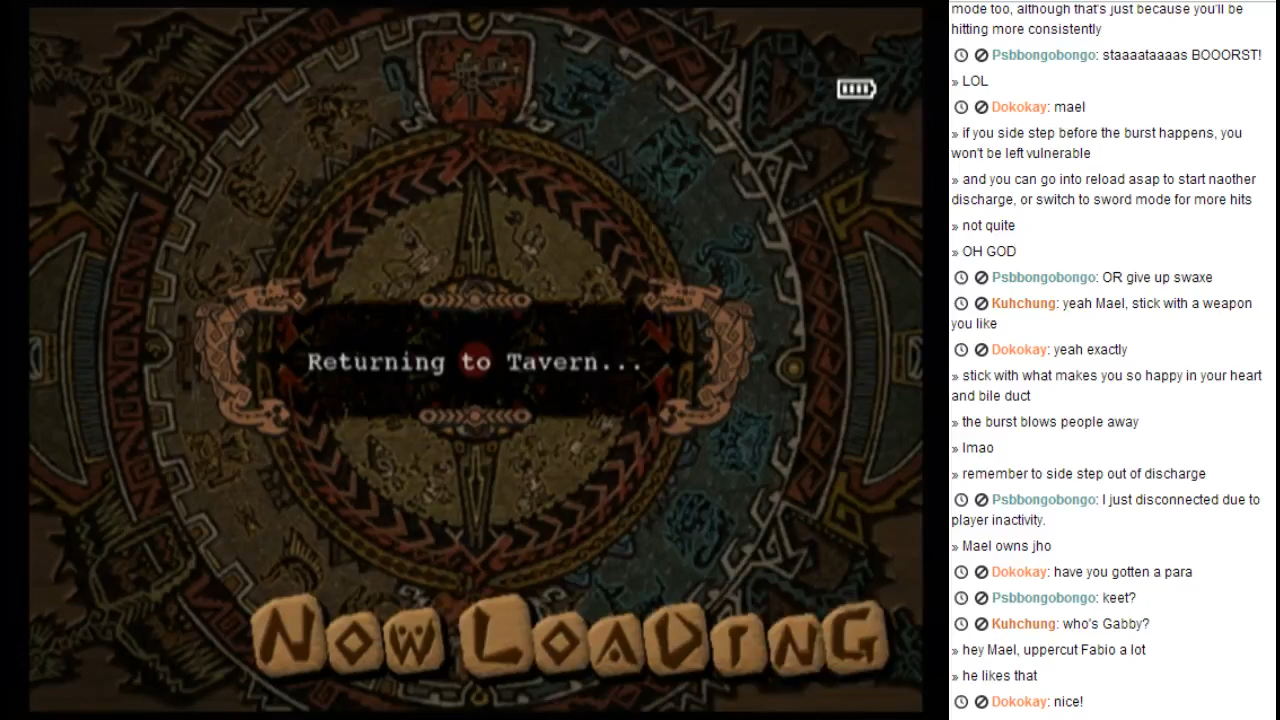 Returning to Tavern...
NOW LOADING
mode too, although that's just because you'll be
hitting more consistently
Psbbongobongo: staaaataaaas BOOORST!
» LOL
Dokokay: mael
» if you side step before the burst happens, you
won't be left vulnerable
» and you can go into reload asap to start naother
discharge, or switch to sword mode for more hits
» not quite
» OH GOD
Psbbongobongo: OR give up swaxe
Kuhchung: yeah Mael, stick with a weapon
you like
Dokokay: yeah exactly
» stick with what makes you so happy in your heart
and bile duct
» the burst blows people away
» lmao
» remember to side step out of discharge
Psbbongobongo: I just disconnected due to
player inactivity.
» Mael owns jho
Dokokay: have you gotten a para
Psbbongobongo: keet?
Kuhchung: who's Gabby?
» hey Mael, uppercut Fabio a lot
» he likes that
Dokokay: nice!